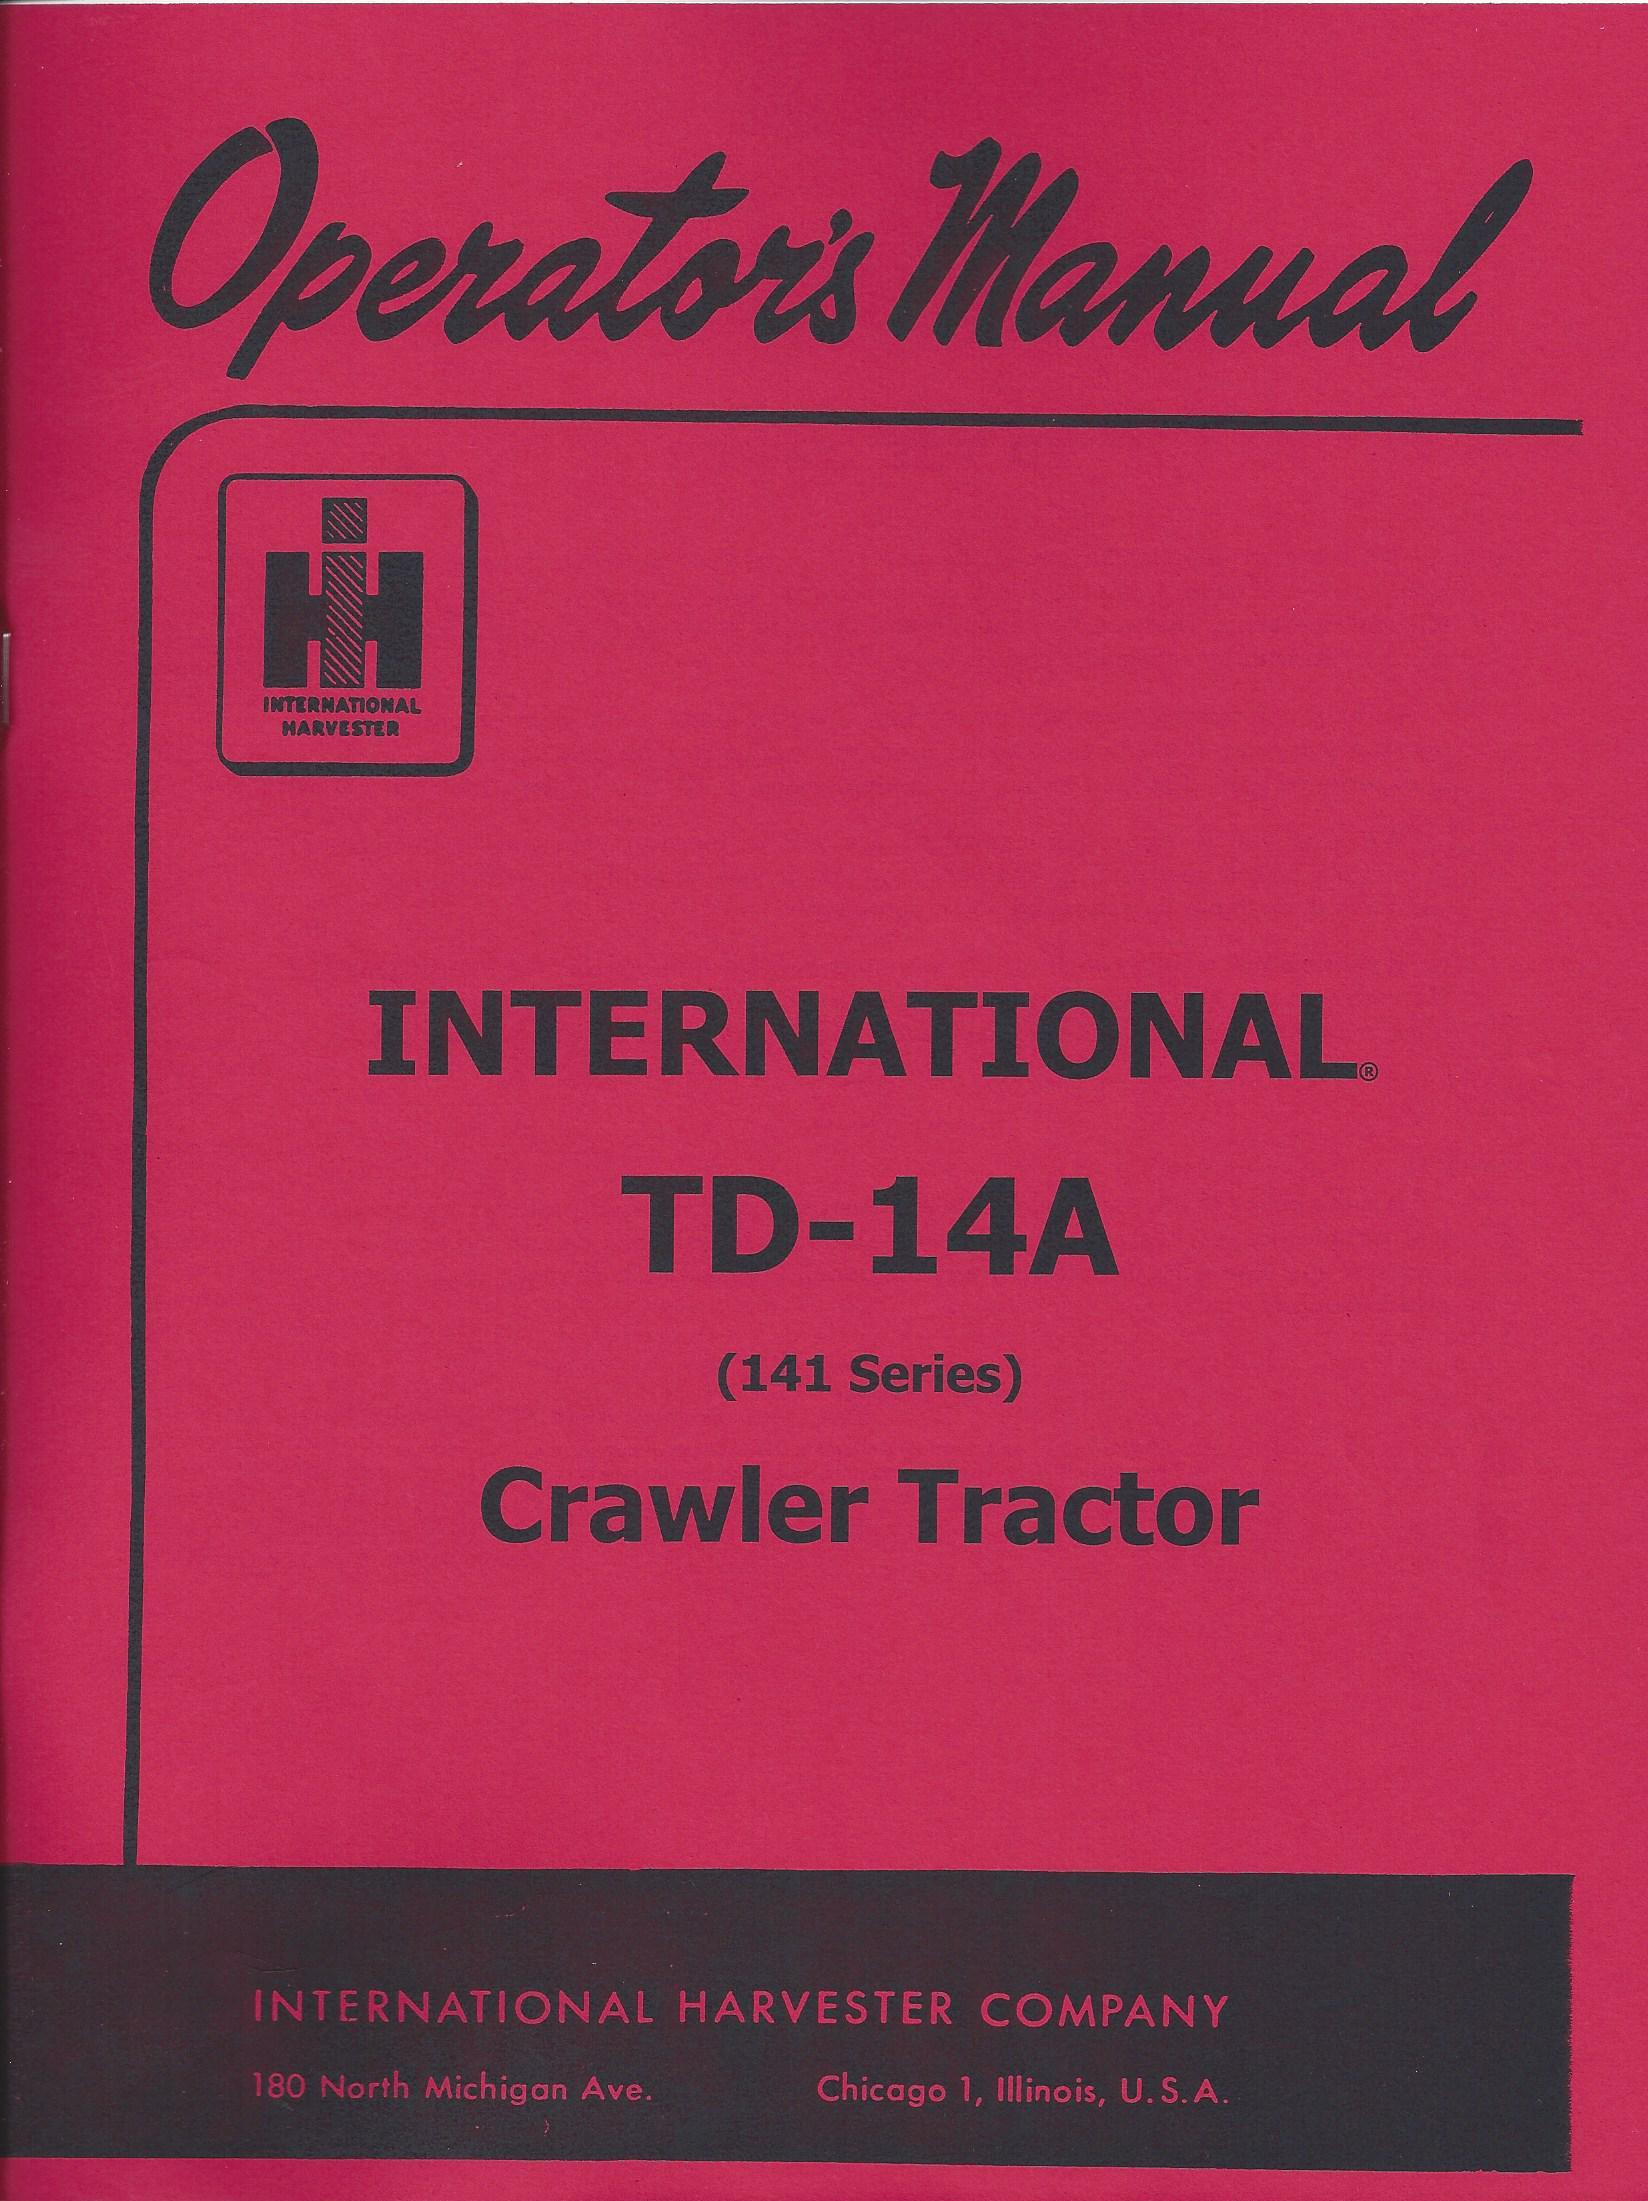 Operator's Manual
INTERNATIONAL
HARVESTER
INTERNATIONAL®
TD-14A
(141 Series)
Crawler Tractor
INTERNATIONAL HARVESTER COMPANY
180 North Michigan Ave. Chicago 1, Illinois, U.S.A.